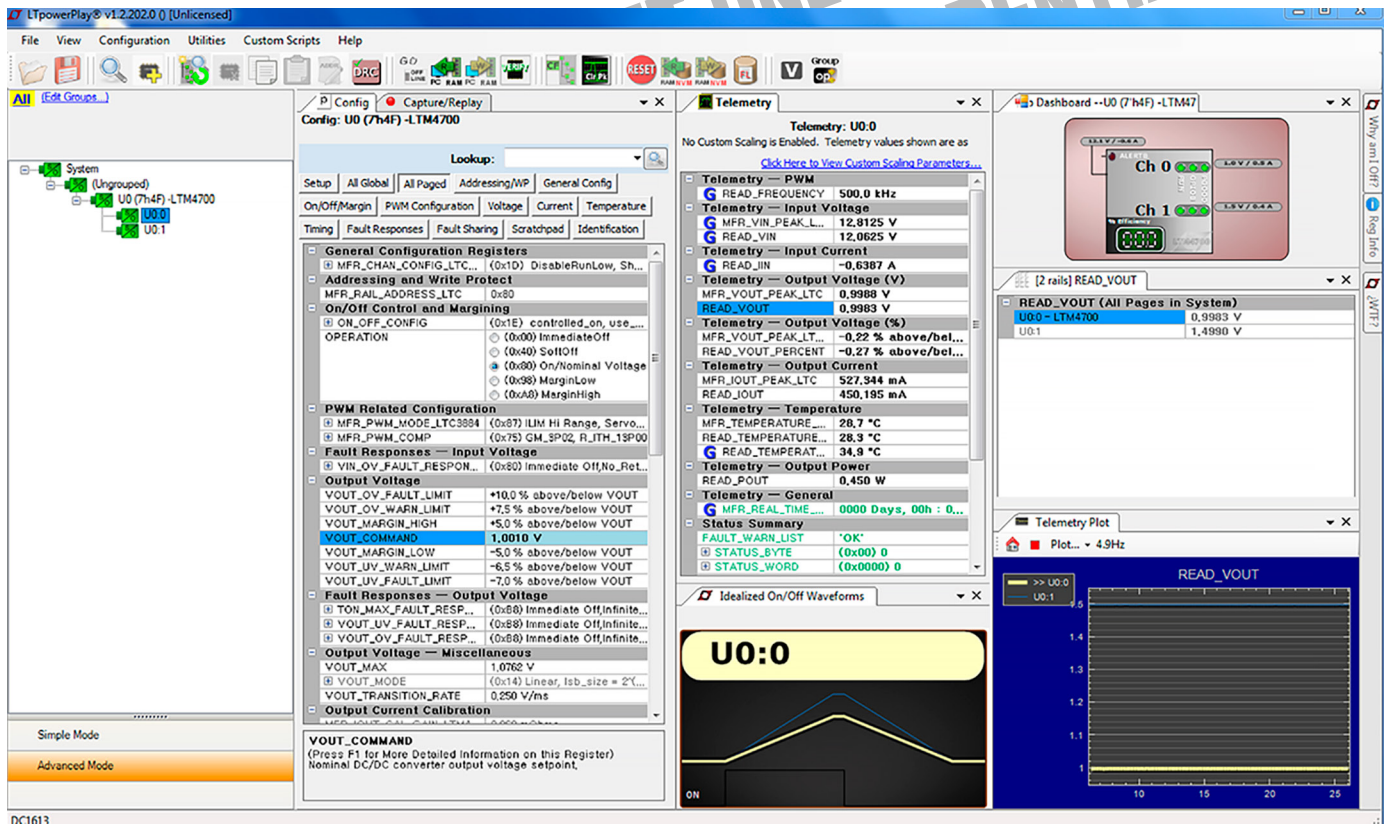 LTpowerPlay® v1.2.202.0 () [Unlicensed]
File View Configuration Utilities Custom Scripts Help
All (Edit Groups...)
System
(Ungrouped)
U0 (7'h4F) -LTM4700
U0:0
U0:1
Simple Mode
Advanced Mode
DC1613
Config Capture/Replay
Config: U0 (7'h4F) -LTM4700
Lookup:
Setup All Global All Paged Addressing/WP General Config
On/Off/Margin PWM Configuration Voltage Current Temperature
Timing Fault Responses Fault Sharing Scratchpad Identification
General Configuration Registers
MFR_CHAN_CONFIG_LTC... (0x1D) DisableRunLow, Sh...
Addressing and Write Protect
MFR_RAIL_ADDRESS_LTC 0x80
On/Off Control and Margining
ON_OFF_CONFIG (0x1E) controlled_on, use_...
OPERATION (0x00) ImmediateOff
(0x40) SoftOff
(0x80) On/Nominal Voltage
(0x98) MarginLow
(0xA8) MarginHigh
PWM Related Configuration
MFR_PWM_MODE_LTC3884 (0x87) ILIM Hi Range, Servo...
MFR_PWM_COMP (0x75) GM_3P02, R_ITH_13P00
Fault Responses — Input Voltage
VIN_OV_FAULT_RESPON... (0x80) Immediate Off,No_Ret...
Output Voltage
VOUT_OV_FAULT_LIMIT +10,0 % above/below VOUT
VOUT_OV_WARN_LIMIT +7,5 % above/below VOUT
VOUT_MARGIN_HIGH +5,0 % above/below VOUT
VOUT_COMMAND 1,0010 V
VOUT_MARGIN_LOW -5,0 % above/below VOUT
VOUT_UV_WARN_LIMIT -6,5 % above/below VOUT
VOUT_UV_FAULT_LIMIT -7,0 % above/below VOUT
Fault Responses — Output Voltage
TON_MAX_FAULT_RESP... (0xB8) Immediate Off,Infinite...
VOUT_UV_FAULT_RESP... (0xB8) Immediate Off,Infinite...
VOUT_OV_FAULT_RESP... (0xB8) Immediate Off,Infinite...
Output Voltage — Miscellaneous
VOUT_MAX 1,0762 V
VOUT_MODE (0x14) Linear, lsb_size = 2^(...
VOUT_TRANSITION_RATE 0,250 V/ms
Output Current Calibration
VOUT_COMMAND
(Press F1 for More Detailed Information on this Register)
Nominal DC/DC converter output voltage setpoint,
Telemetry
Telemetry: U0:0
No Custom Scaling is Enabled. Telemetry values shown are as
Click Here to View Custom Scaling Parameters...
Telemetry — PWM
G READ_FREQUENCY 500,0 kHz
Telemetry — Input Voltage
G MFR_VIN_PEAK_L... 12,8125 V
G READ_VIN 12,0625 V
Telemetry — Input Current
G READ_IIN -0,6387 A
Telemetry — Output Voltage (V)
MFR_VOUT_PEAK_LTC 0,9988 V
READ_VOUT 0,9983 V
Telemetry — Output Voltage (%)
MFR_VOUT_PEAK_LT... -0,22 % above/bel...
READ_VOUT_PERCENT -0,27 % above/bel...
Telemetry — Output Current
MFR_IOUT_PEAK_LTC 527,344 mA
READ_IOUT 450,195 mA
Telemetry — Temperature
MFR_TEMPERATURE_... 28,7 °C
READ_TEMPERATURE... 28,3 °C
G READ_TEMPERAT... 34,9 °C
Telemetry — Output Power
READ_POUT 0,450 W
Telemetry — General
G MFR_REAL_TIME_... 0000 Days, 00h : 0...
Status Summary
FAULT_WARN_LIST 'OK'
STATUS_BYTE (0x00) 0
STATUS_WORD (0x0000) 0
Idealized On/Off Waveforms
U0:0
ON
Dashboard --U0 (7'h4F) -LTM47
ALERTB
Ch 0 1.0 V / 0.5 A
Ch 1 1.5 V / 0.4 A
Efficiency
000
[2 rails] READ_VOUT
READ_VOUT (All Pages in System)
U0:0 - LTM4700 0,9983 V
U0:1 1,4990 V
Telemetry Plot
Plot... 4.9Hz
READ_VOUT
>> U0:0
U0:1
1.5
1.4
1.3
1.2
1.1
1
10 15 20 25
Why am I Off?
Reg Info
¿WTF?